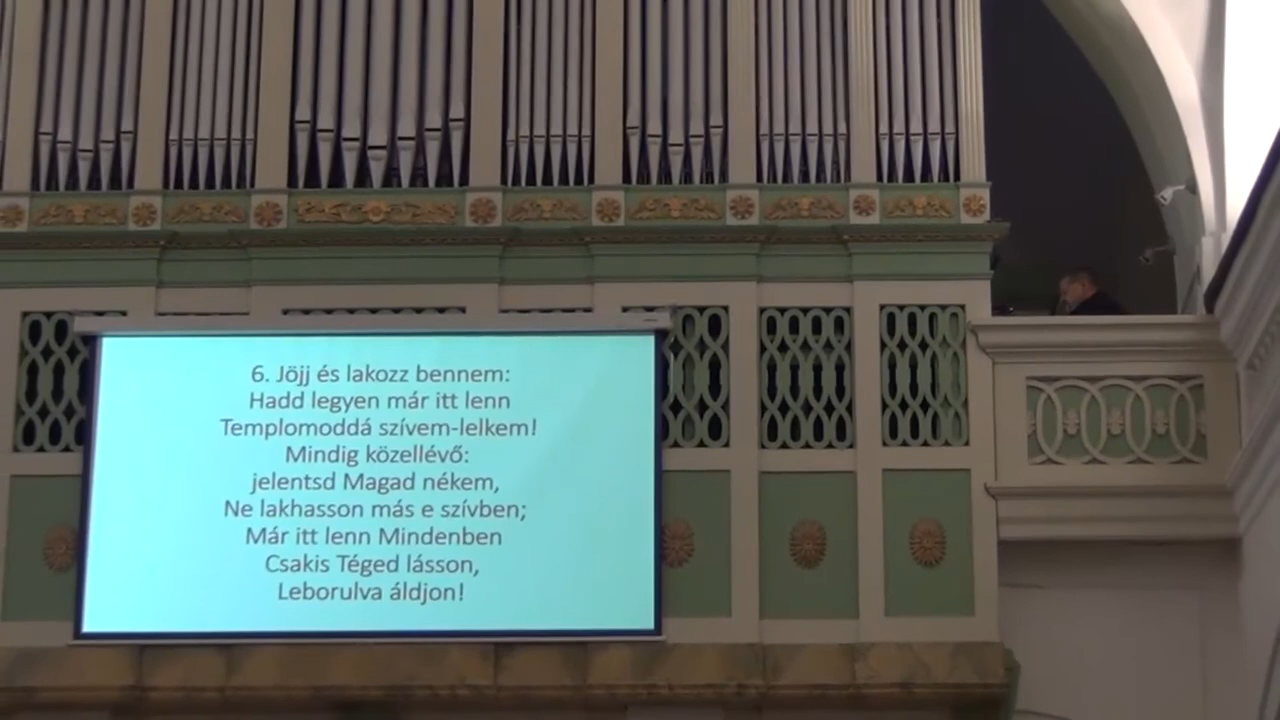 6. Jöjj és lakozz bennem:
Hadd legyen már itt lenn
Templomoddá szívem-lelkem!
Mindig közellévő:
jelentsd Magad nékem,
Ne lakhasson más e szívben;
Már itt lenn Mindenben
Csakis Téged lásson,
Leborulva áldjon!